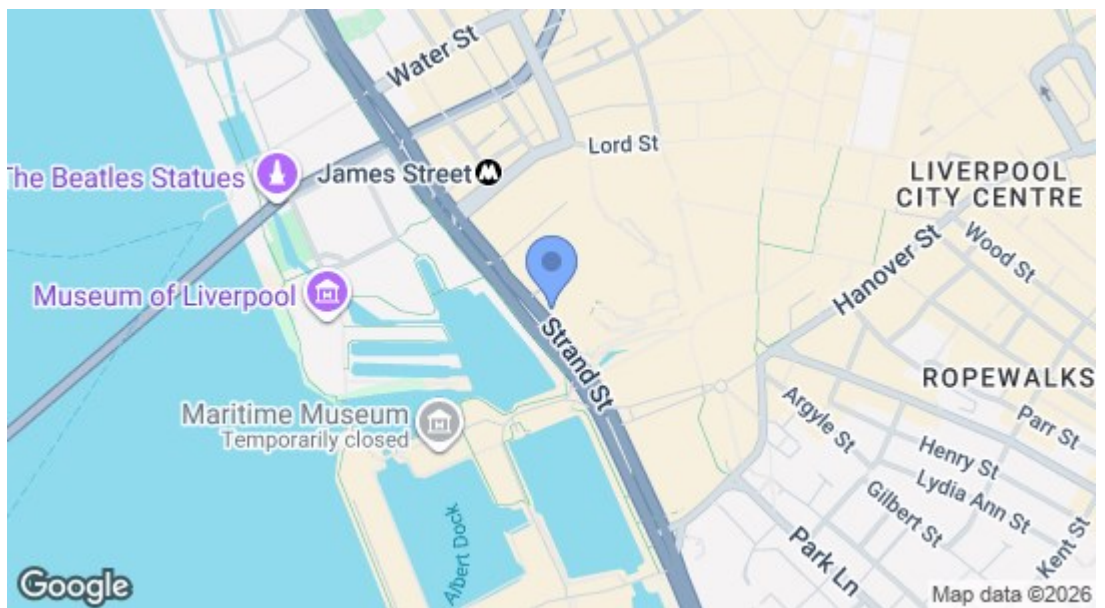 Water St
Lord St
The Beatles Statues
James Street
LIVERPOOL
CITY CENTRE
Wood St
Hanover St
Museum of Liverpool
Strand St
ROPEWALKS
Maritime Museum
Temporarily closed
Argyle St
Parr St
Henry St
Lydia Ann St
Gilbert St
Albert Dock
Park Ln
Kent St
Google
Map data ©2026